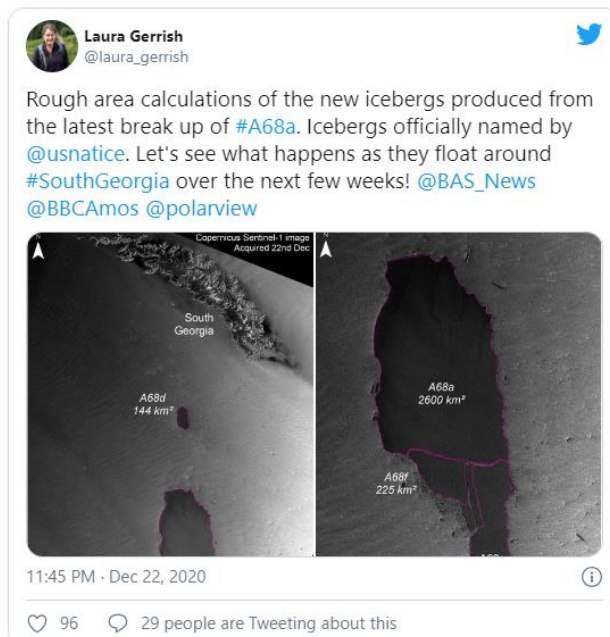 Laura Gerrish
@laura_gerrish
Rough area calculations of the new icebergs produced from
the latest break up of #A68a. Icebergs officially named by
@usnatice. Let's see what happens as they float around
#SouthGeorgia over the next few weeks! @BAS_News
@BBCAmos @polarview
N
Copernicus Sentinel-1 image
Acquired 22nd Dec
South
Georgia
A68d
144 km²
N
A68a
2600 km²
A68f
225 km²
11:45 PM · Dec 22, 2020
96
29 people are Tweeting about this